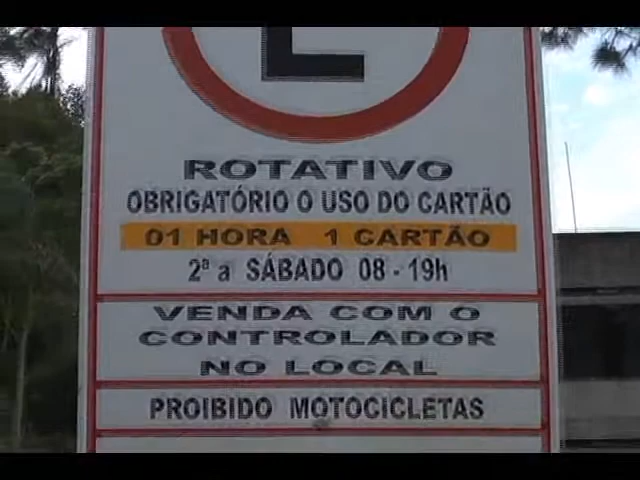 E
ROTATIVO
OBRIGATÓRIO O USO DO CARTÃO
01 HORA 1 CARTÃO
2ª a SÁBADO 08 - 19h
VENDA COM O
CONTROLADOR
NO LOCAL
PROIBIDO MOTOCICLETAS